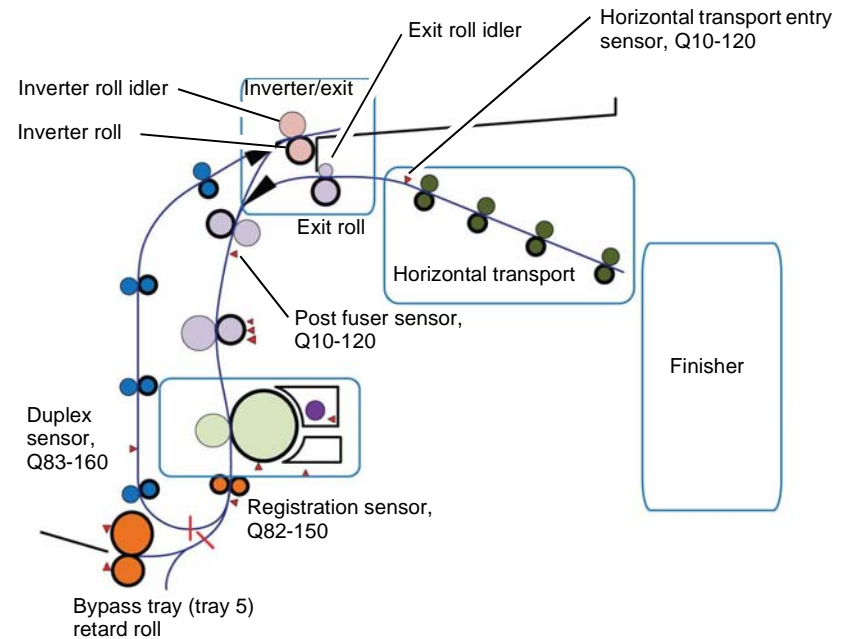 Exit roll idler
Horizontal transport entry
sensor, Q10-120
Inverter roll idler
Inverter/exit
Inverter roll
Exit roll
Horizontal transport
Post fuser sensor,
Q10-120
Finisher
Duplex
sensor,
Q83-160
Registration sensor,
Q82-150
Bypass tray (tray 5)
retard roll